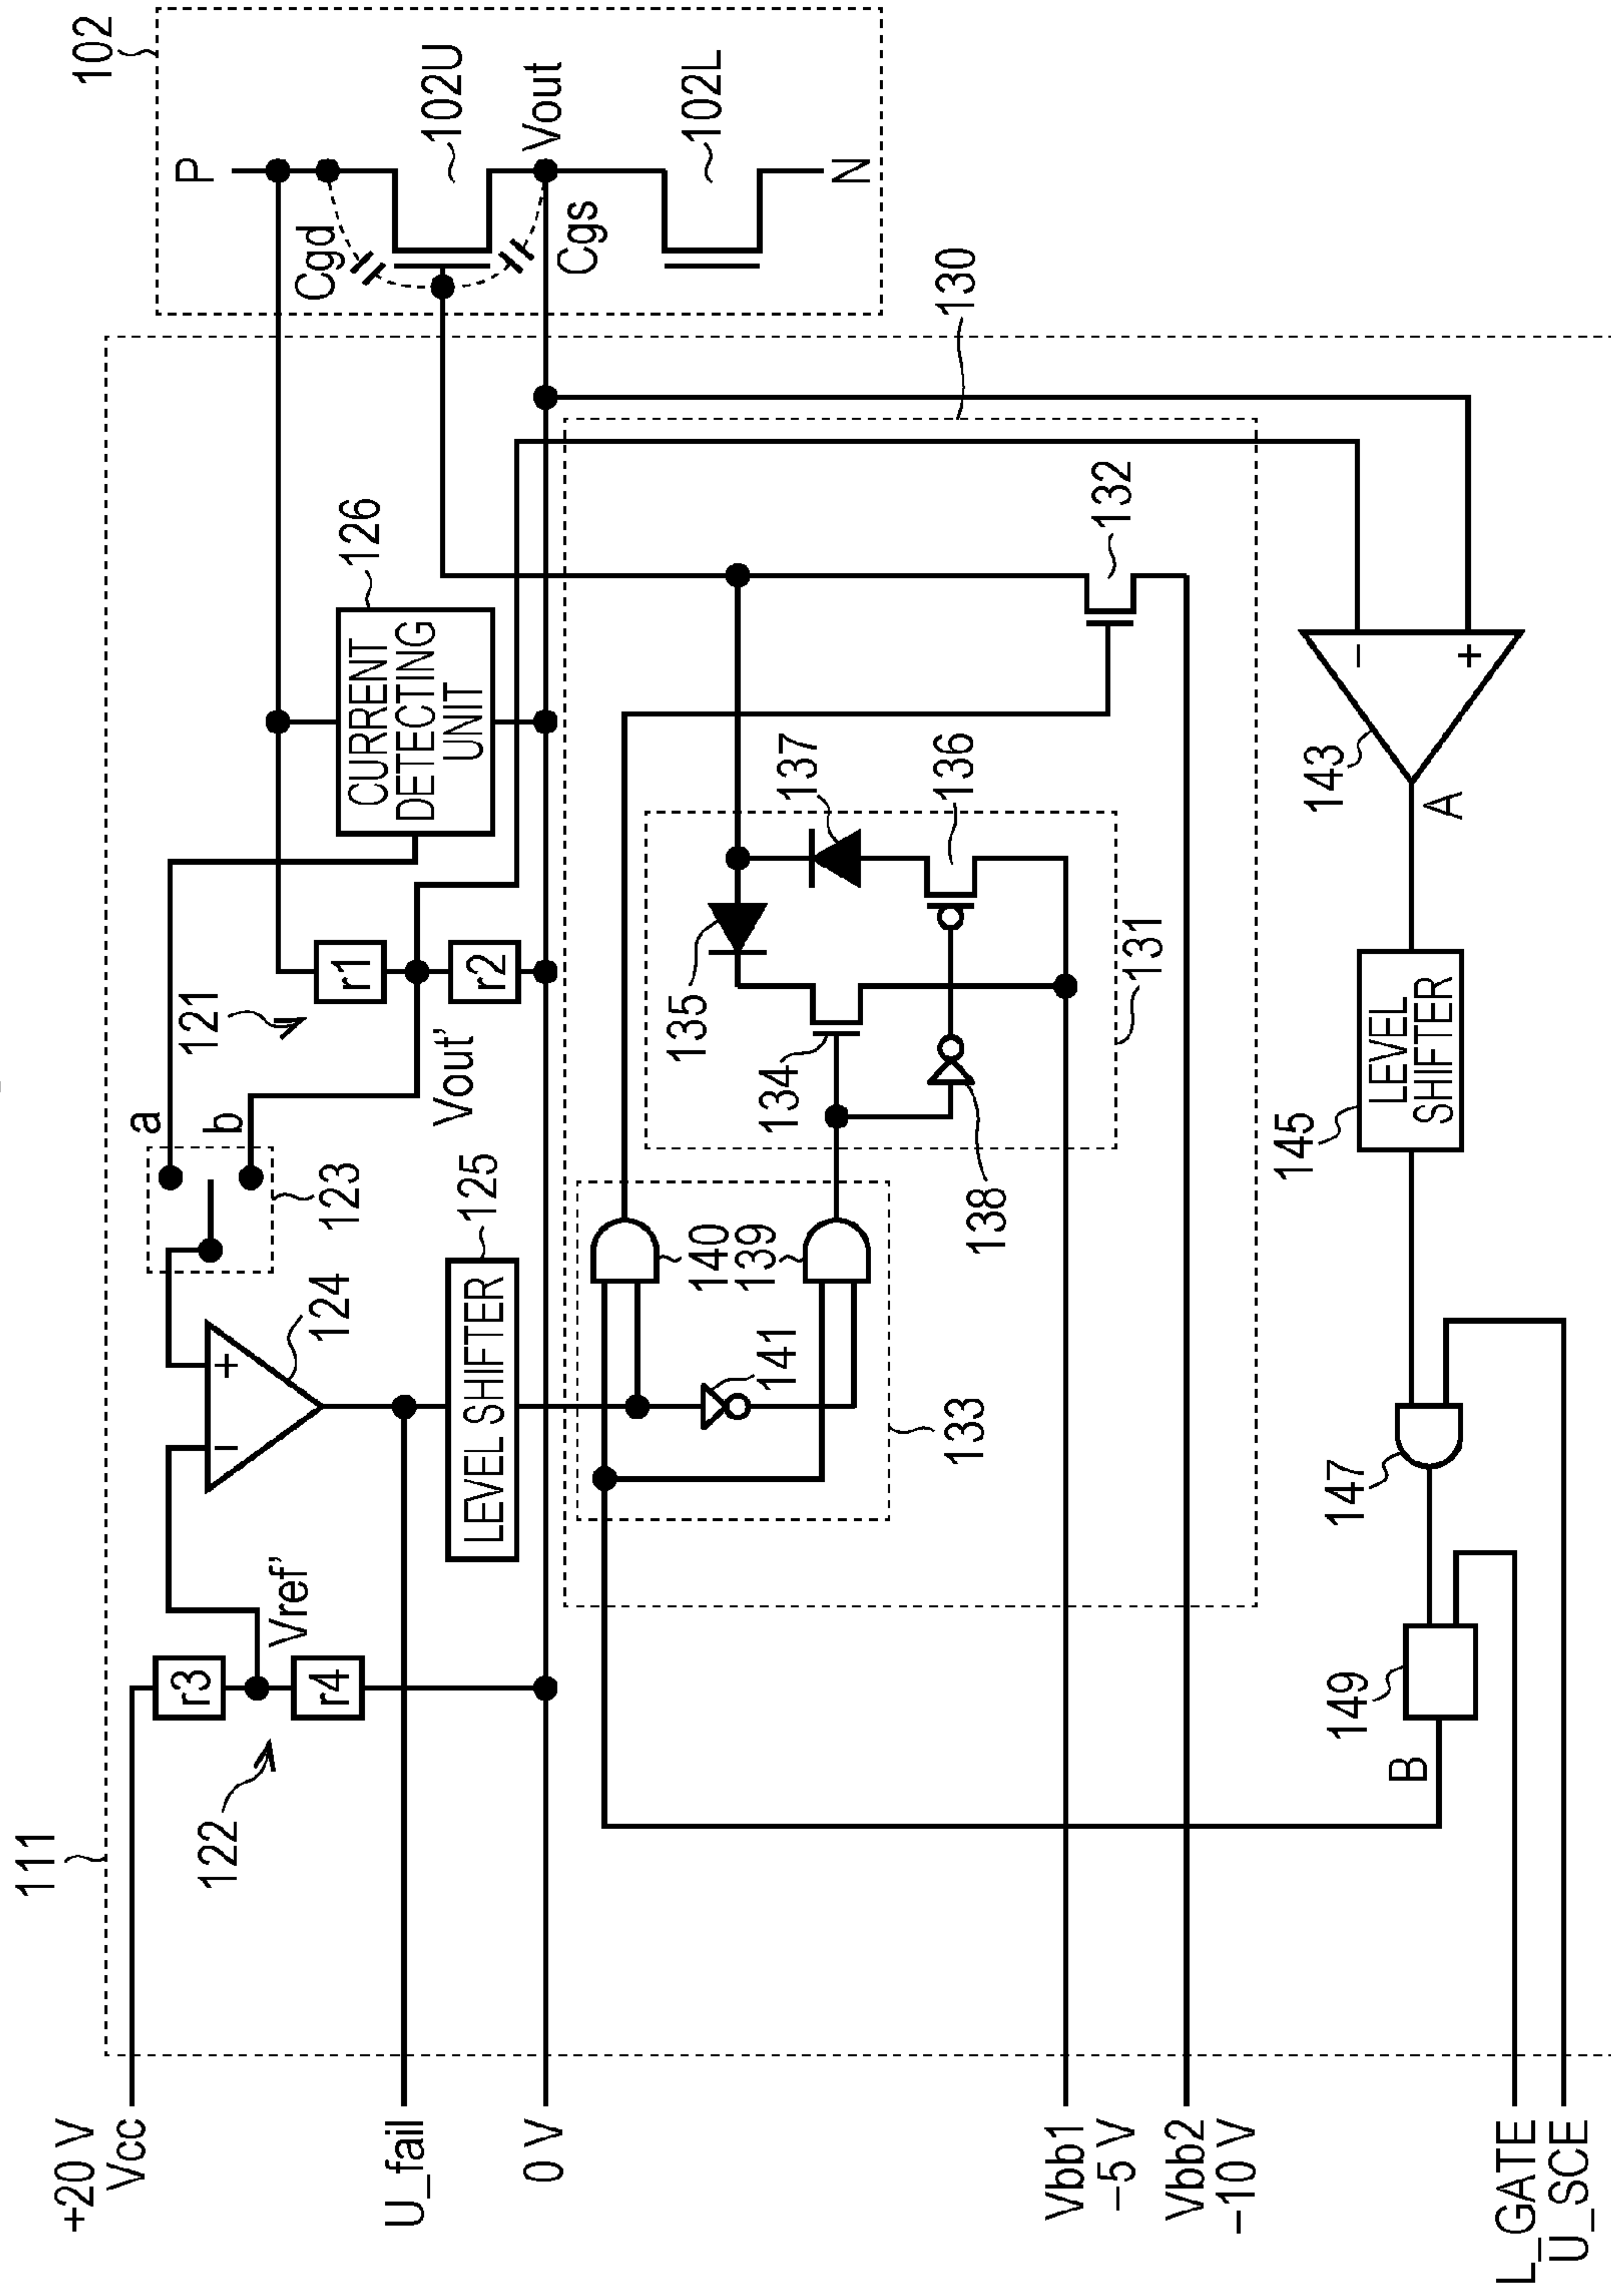 111
+20 V
Vcc
U_fail
0 V
Vbb1
−5 V
Vbb2
−10 V
L_GATE
U_SCE
122
r3
r4
Vref'
−
+
124
LEVEL SHIFTER
125
123
a
b
121
r1
r2
Vout'
CURRENT
DETECTING
UNIT
126
102
P
Cgd
102U
Vout
Cgs
102L
N
130
133
141
140
139
138
134
135
131
137
136
132
B
149
147
145
LEVEL
SHIFTER
A
143
−
+